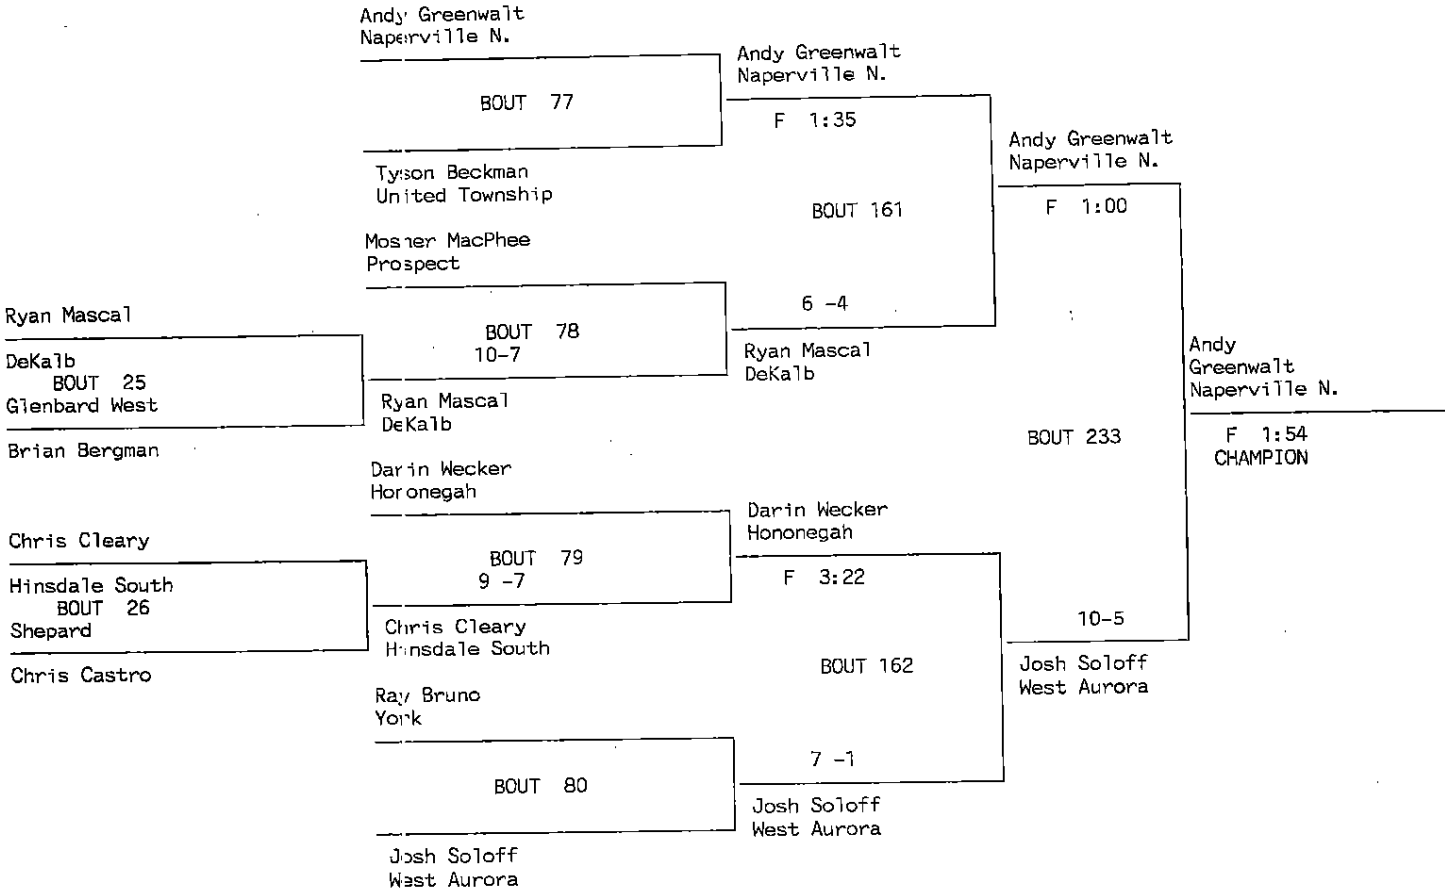 Andy Greenwalt
Naperville N.
BOUT 77
Tyson Beckman
United Township
Mosher MacPhee
Prospect
BOUT 78
10-7
Ryan Mascal
DeKalb
BOUT 25
Glenbard West
Brian Bergman
Ryan Mascal
DeKalb
Darin Wecker
Hononegah
BOUT 79
9 -7
Chris Cleary
Hinsdale South
BOUT 26
Shepard
Chris Castro
Chris Cleary
Hinsdale South
Ray Bruno
York
BOUT 80
Josh Soloff
West Aurora
Andy Greenwalt
Naperville N.
F 1:35
BOUT 161
6 -4
Ryan Mascal
DeKalb
Darin Wecker
Hononegah
F 3:22
BOUT 162
7 -1
Josh Soloff
West Aurora
Andy Greenwalt
Naperville N.
F 1:00
BOUT 233
10-5
Josh Soloff
West Aurora
Andy
Greenwalt
Naperville N.
F 1:54
CHAMPION